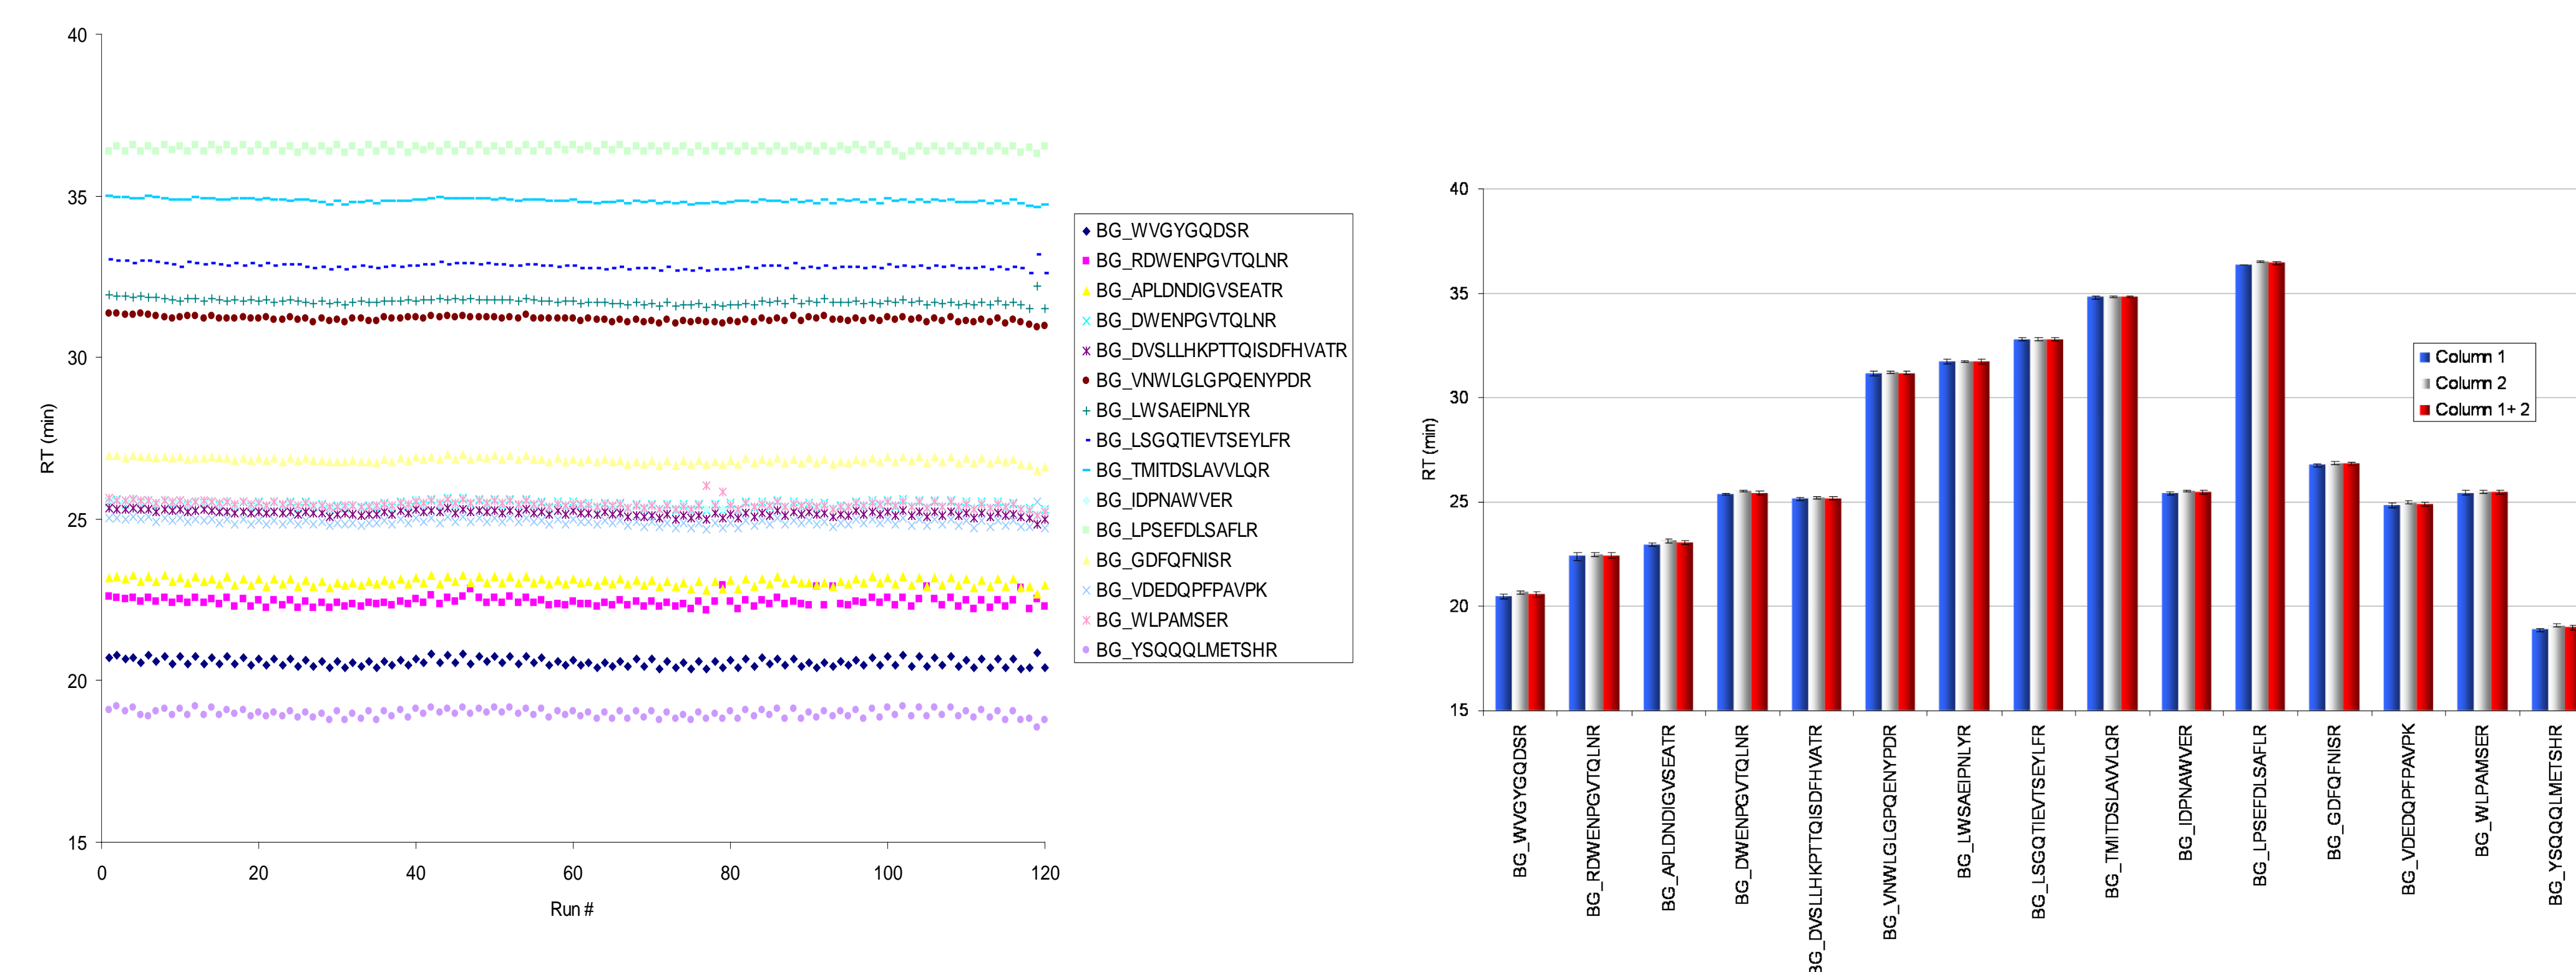 40
35
30
25
20
15
RT (min)
0 20 40 60 80 100 120
Run #
BG_WVGYGQDSR
BG_RDWENPGVTQLNR
BG_APLDNDIGVSEATR
BG_DWENPGVTQLNR
BG_DVSLLHKPTTQISDFHVATR
BG_VNWLGLGPQENYPDR
BG_LWSAEIPNLYR
BG_LSGQTIEVTSEYLFR
BG_TMITDSLAVVLQR
BG_IDPNAWVER
BG_LPSEFDLSAFLR
BG_GDFQFNISR
BG_VDEDQPFPAVPK
BG_WLPAMSER
BG_YSQQQLMETSHR
40
35
30
25
20
15
RT (min)
Column 1
Column 2
Column 1+ 2
BG_WVGYGQDSR
BG_RDWENPGVTQLNR
BG_APLDNDIGVSEATR
BG_DWENPGVTQLNR
BG_DVSLLHKPTTQISDFHVATR
BG_VNWLGLGPQENYPDR
BG_LWSAEIPNLYR
BG_LSGQTIEVTSEYLFR
BG_TMITDSLAVVLQR
BG_IDPNAWVER
BG_LPSEFDLSAFLR
BG_GDFQFNISR
BG_VDEDQPFPAVPK
BG_WLPAMSER
BG_YSQQQLMETSHR